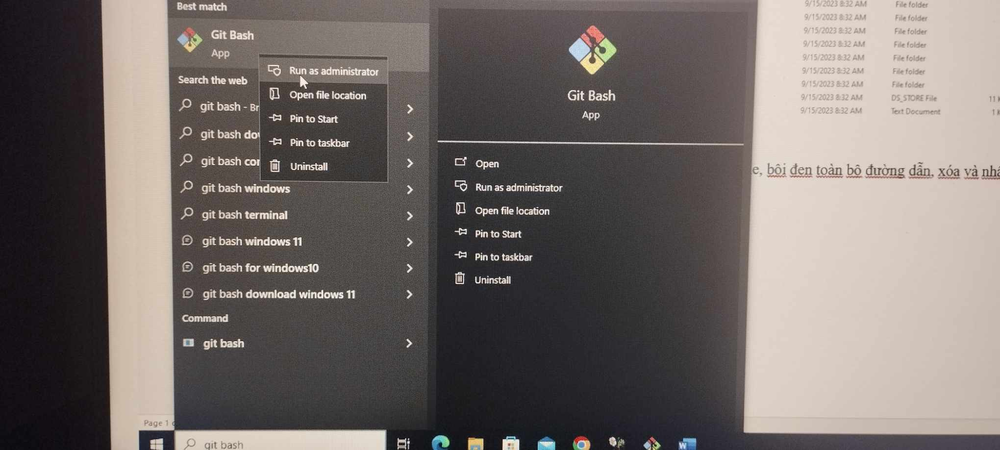 Best match
Git Bash
App
Run as administrator
Open file location
Pin to Start
Pin to taskbar
Uninstall
Search the web
git bash - Br
git bash
git bash
git bash windows
git bash terminal
git bash windows 11
git bash for windows10
git bash download windows 11
Command
git bash
Git Bash
App
Open
Run as administrator
Open file location
Pin to Start
Pin to taskbar
Uninstall
9/15/2023 8:32 AM File folder
9/15/2023 8:32 AM File folder
9/15/2023 8:32 AM File folder
9/15/2023 8:32 AM File folder
9/15/2023 8:32 AM File folder
9/15/2023 8:32 AM File folder
9/15/2023 8:32 AM File folder
9/15/2023 8:32 AM DS_STORE File 11
9/15/2023 8:32 AM Text Document 1
e, bôi đen toàn bộ đường dẫn, xóa và
Page 1
git bash